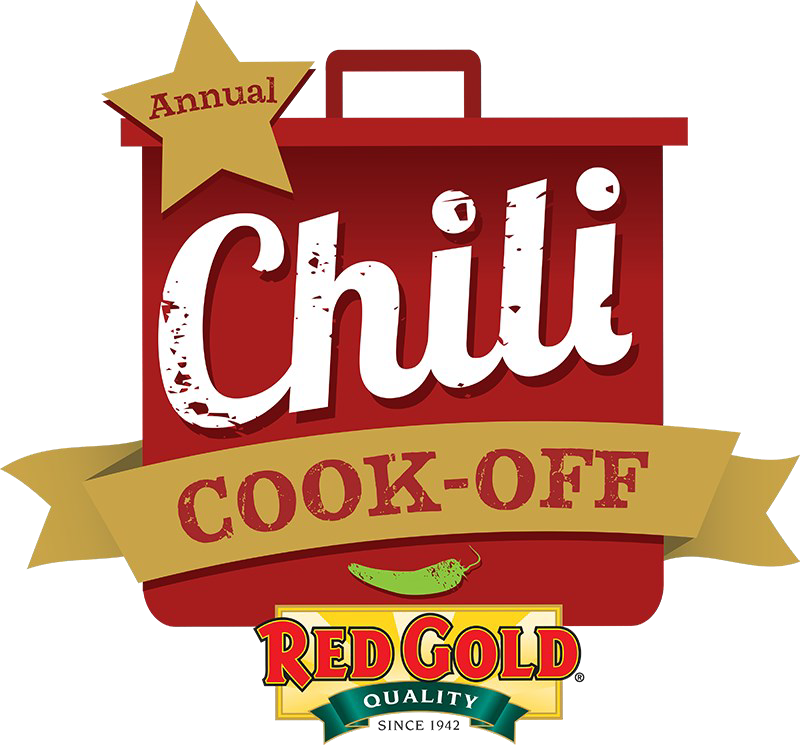 Annual
Chili
COOK-OFF
RED GOLD®
QUALITY
SINCE 1942